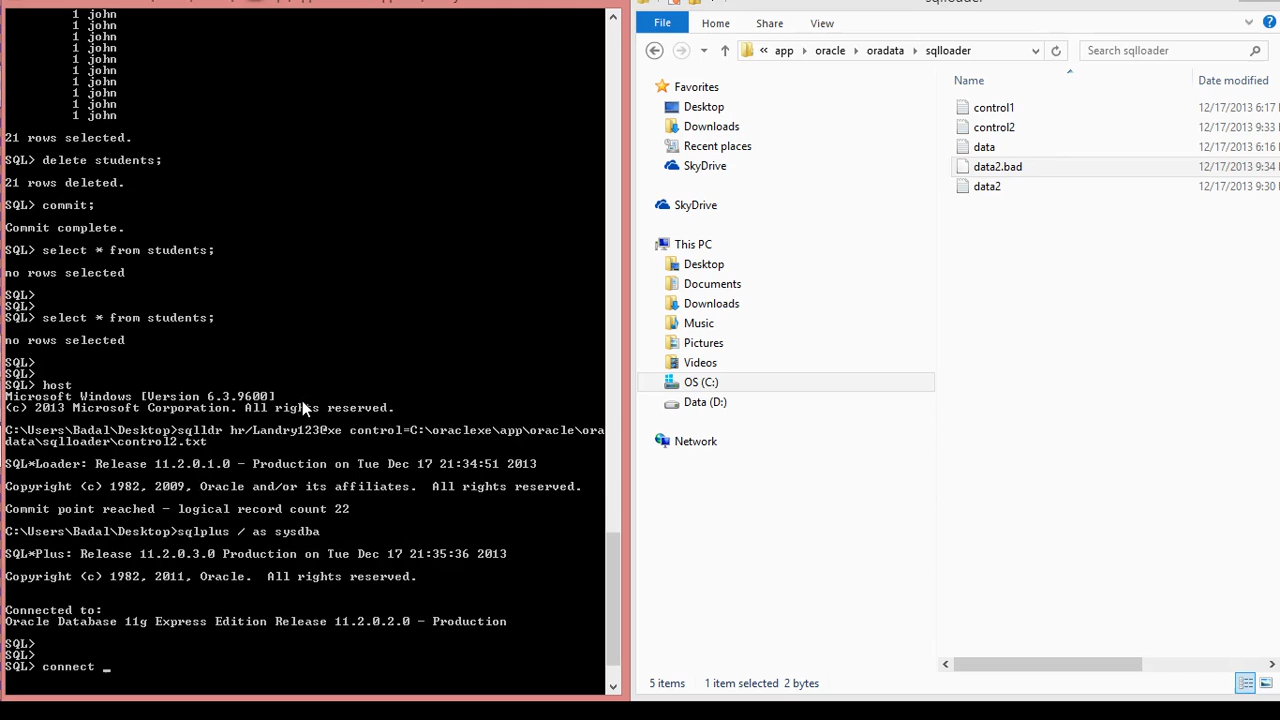 1 john
1 john
1 john
1 john
1 john
1 john
1 john
1 john
1 john
1 john
21 rows selected.
SQL> delete students;
21 rows deleted.
SQL> commit;
Commit complete.
SQL> select * from students;
no rows selected
SQL>
SQL>
SQL> select * from students;
no rows selected
SQL>
SQL>
SQL> host
Microsoft Windows [Version 6.3.9600]
(c) 2013 Microsoft Corporation. All rights reserved.
C:\Users\Badal\Desktop>sqlldr hr/Landry123@xe control=C:\oraclexe\app\oracle\ora
data\sqlloader\control2.txt
SQL*Loader: Release 11.2.0.1.0 - Production on Tue Dec 17 21:34:51 2013
Copyright (c) 1982, 2009, Oracle and/or its affiliates.  All rights reserved.
Commit point reached - logical record count 22
C:\Users\Badal\Desktop>sqlplus / as sysdba
SQL*Plus: Release 11.2.0.3.0 Production on Tue Dec 17 21:35:36 2013
Copyright (c) 1982, 2011, Oracle.  All rights reserved.
Connected to:
Oracle Database 11g Express Edition Release 11.2.0.2.0 - Production
SQL>
SQL>
SQL> connect _
File Home Share View
« app oracle oradata sqlloader Search sqlloader
Favorites
Desktop
Downloads
Recent places
SkyDrive
SkyDrive
This PC
Desktop
Documents
Downloads
Music
Pictures
Videos
OS (C:)
Data (D:)
Network
Name Date modified
control1 12/17/2013 6:17
control2 12/17/2013 9:33
data 12/17/2013 6:16
data2.bad 12/17/2013 9:34
data2 12/17/2013 9:30
5 items 1 item selected 2 bytes